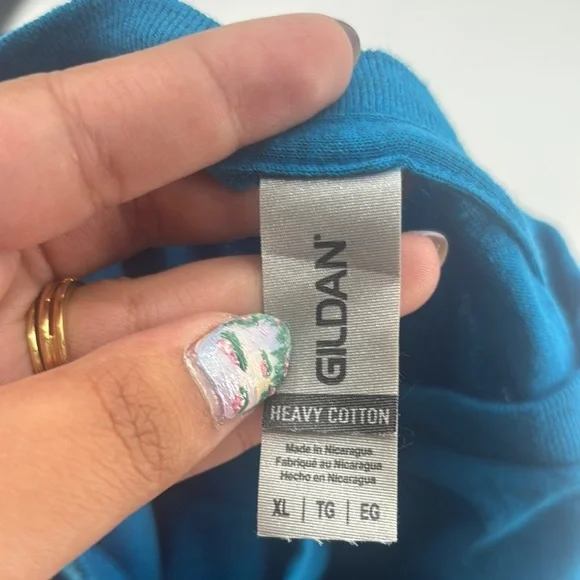 GILDAN
HEAVY COTTON
Made in Nicaragua
Fabriqué au Nicaragua
Hecho en Nicaragua
XL | TG | EG